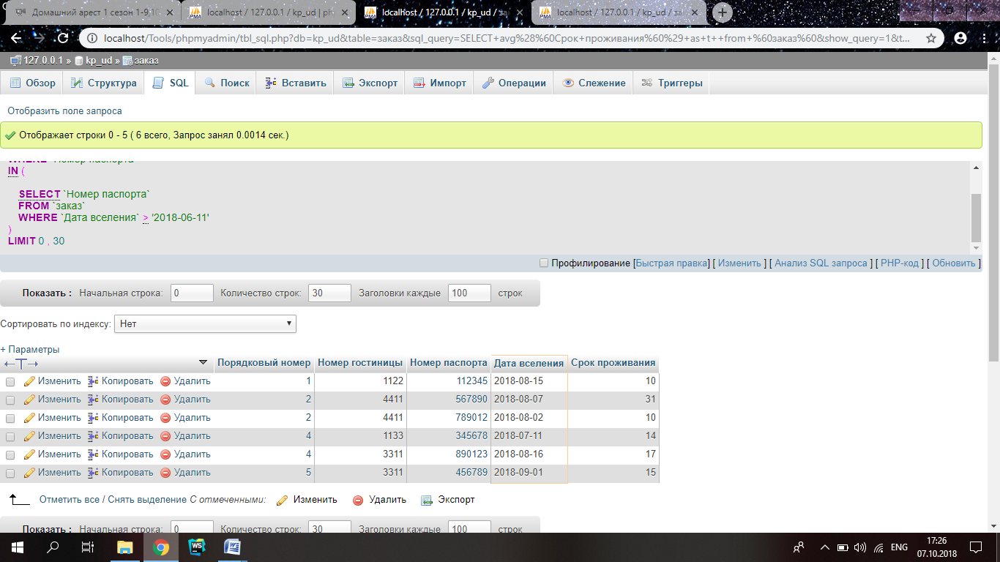 Домашний арест 1 сезон 1-9,10
localhost / 127.0.0.1 / kp_ud | ph
localhost / 127.0.0.1 / kp_ud / за
localhost / 127.0.0.1 / kp_ud / за
localhost/Tools/phpmyadmin/tbl_sql.php?db=kp_ud&table=заказ&sql_query=SELECT+avg%28%60Срок+проживания%60%29+as+t++from+%60заказ%60&show_query=1&t...
127.0.0.1 » kp_ud » заказ
Обзор Структура SQL Поиск Вставить Экспорт Импорт Операции Слежение Триггеры
Отобразить поле запроса
Отображает строки 0 - 5 ( 6 всего, Запрос занял 0.0014 сек.)
WHERE `Номер паспорта`
IN (
SELECT `Номер паспорта`
FROM `заказ`
WHERE `Дата вселения` > '2018-06-11'
)
LIMIT 0 , 30
Профилирование [Быстрая правка] [ Изменить ] [ Анализ SQL запроса ] [ PHP-код ] [ Обновить ]
Показать : Начальная строка: 0 Количество строк: 30 Заголовки каждые 100 строк
Сортировать по индексу: Нет
+ Параметры
←T→ Порядковый номер Номер гостиницы Номер паспорта Дата вселения Срок проживания
Изменить Копировать Удалить 1 1122 112345 2018-08-15 10
Изменить Копировать Удалить 2 4411 567890 2018-08-07 31
Изменить Копировать Удалить 2 4411 789012 2018-08-02 10
Изменить Копировать Удалить 4 1133 345678 2018-07-11 14
Изменить Копировать Удалить 4 3311 890123 2018-08-16 17
Изменить Копировать Удалить 5 3311 456789 2018-09-01 15
Отметить все / Снять выделение С отмеченными: Изменить Удалить Экспорт
Показать : Начальная строка: 0 Количество строк: 30 Заголовки каждые 100 строк
ENG
17:26
07.10.2018